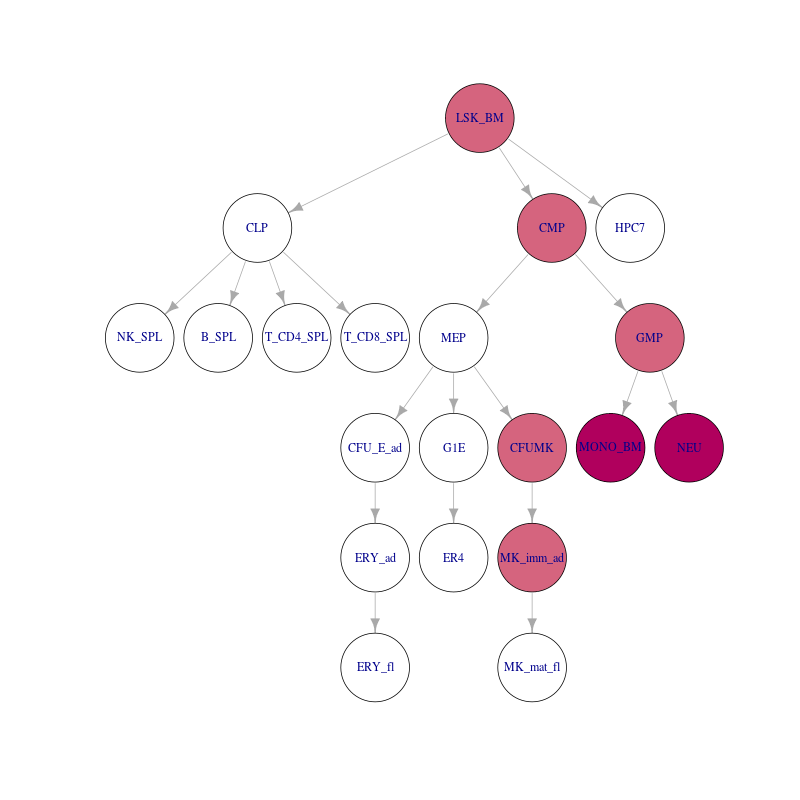 LSK_BM
CLP
CMP
HPC7
NK_SPL
B_SPL
T_CD4_SPL
T_CD8_SPL
MEP
GMP
CFU_E_ad
G1E
CFUMK
MONO_BM
NEU
ERY_ad
ER4
MK_imm_ad
ERY_fl
MK_mat_fl